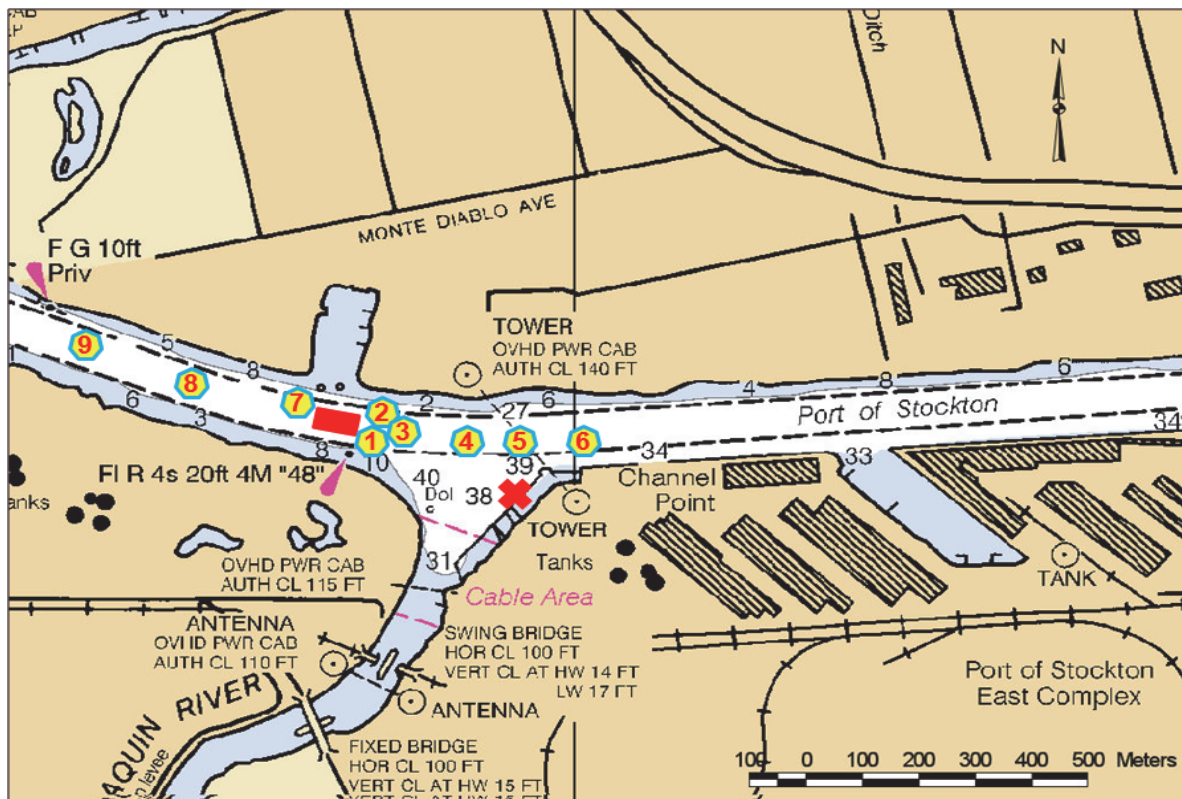 CAB
Ditch
N
MONTE DIABLO AVE
F G 10ft
Priv
5
8
9
8
7
2
1
3
4
5
6
6
3
8
10
2
27
6
4
8
6
TOWER
OVHD PWR CAB
AUTH CL 140 FT
Port of Stockton
34
34
33
39
38
40
Dol
31
Fl R 4s 20ft 4M "48"
anks
1
Channel
Point
TOWER
Tanks
TANK
OVHD PWR CAB
AUTH CL 115 FT
Cable Area
ANTENNA
OVHD PWR CAB
AUTH CL 110 FT
SWING BRIDGE
HOR CL 100 FT
VERT CL AT HW 14 FT
LW 17 FT
ANTENNA
AQUIN RIVER
levee
FIXED BRIDGE
HOR CL 100 FT
VERT CL AT HW 15 FT
Port of Stockton
East Complex
100 0 100 200 300 400 500 Meters